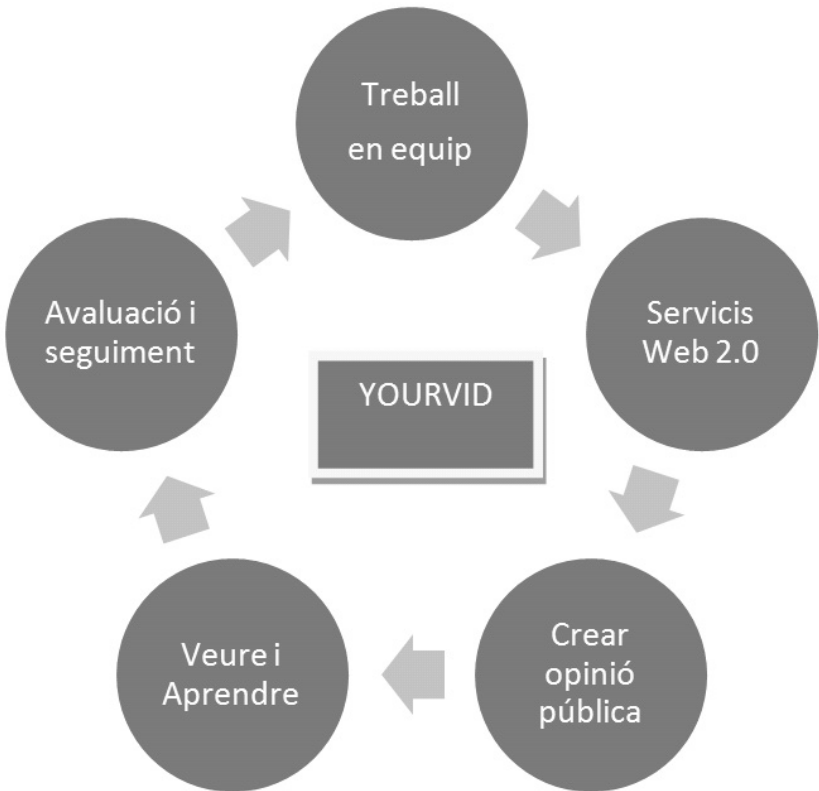 Treball
en equip
Servicis
Web 2.0
Crear
opinió
pública
Veure i
Aprendre
Avaluació i
seguiment
YOURVID